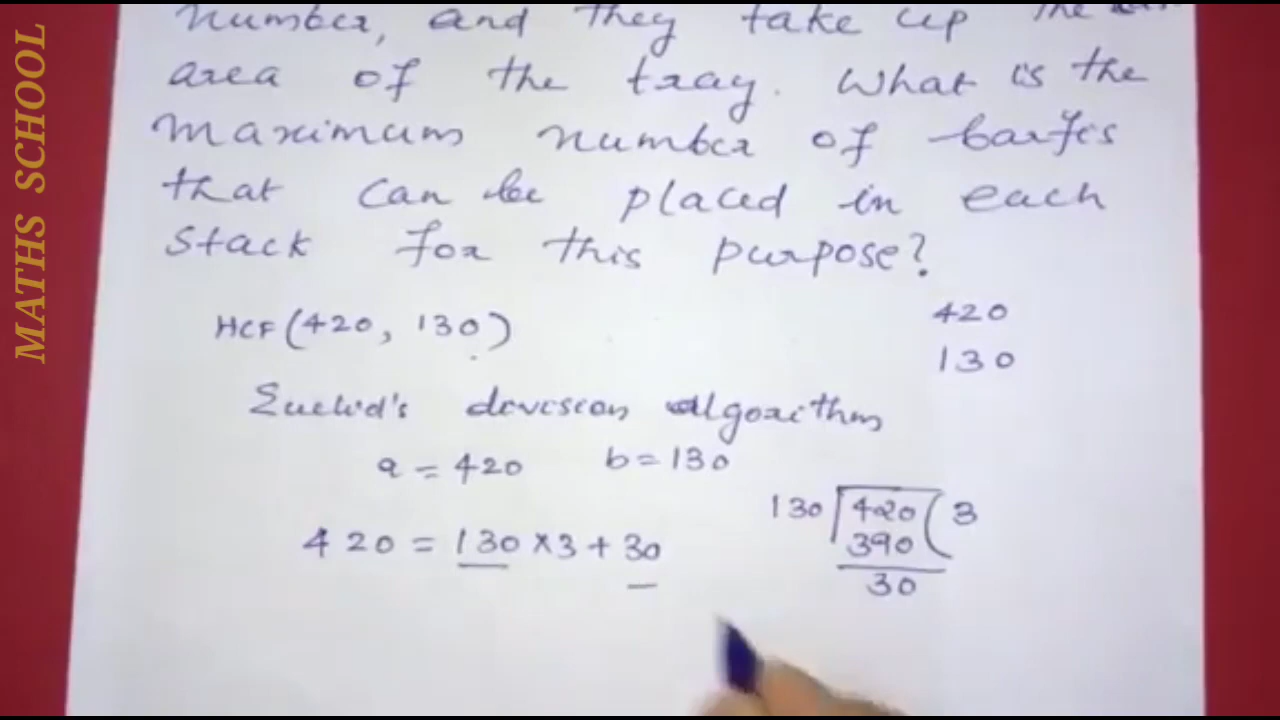 MATHS SCHOOL
number, and they take up the
area of the tray. What is the
maximum number of barfis
that can be placed in each
stack for this purpose?
HCF (420, 130)
420
130
Euclid's devision algorithm
a = 420 b = 130
420 = 130 × 3 + 30
130 420 3
390
30